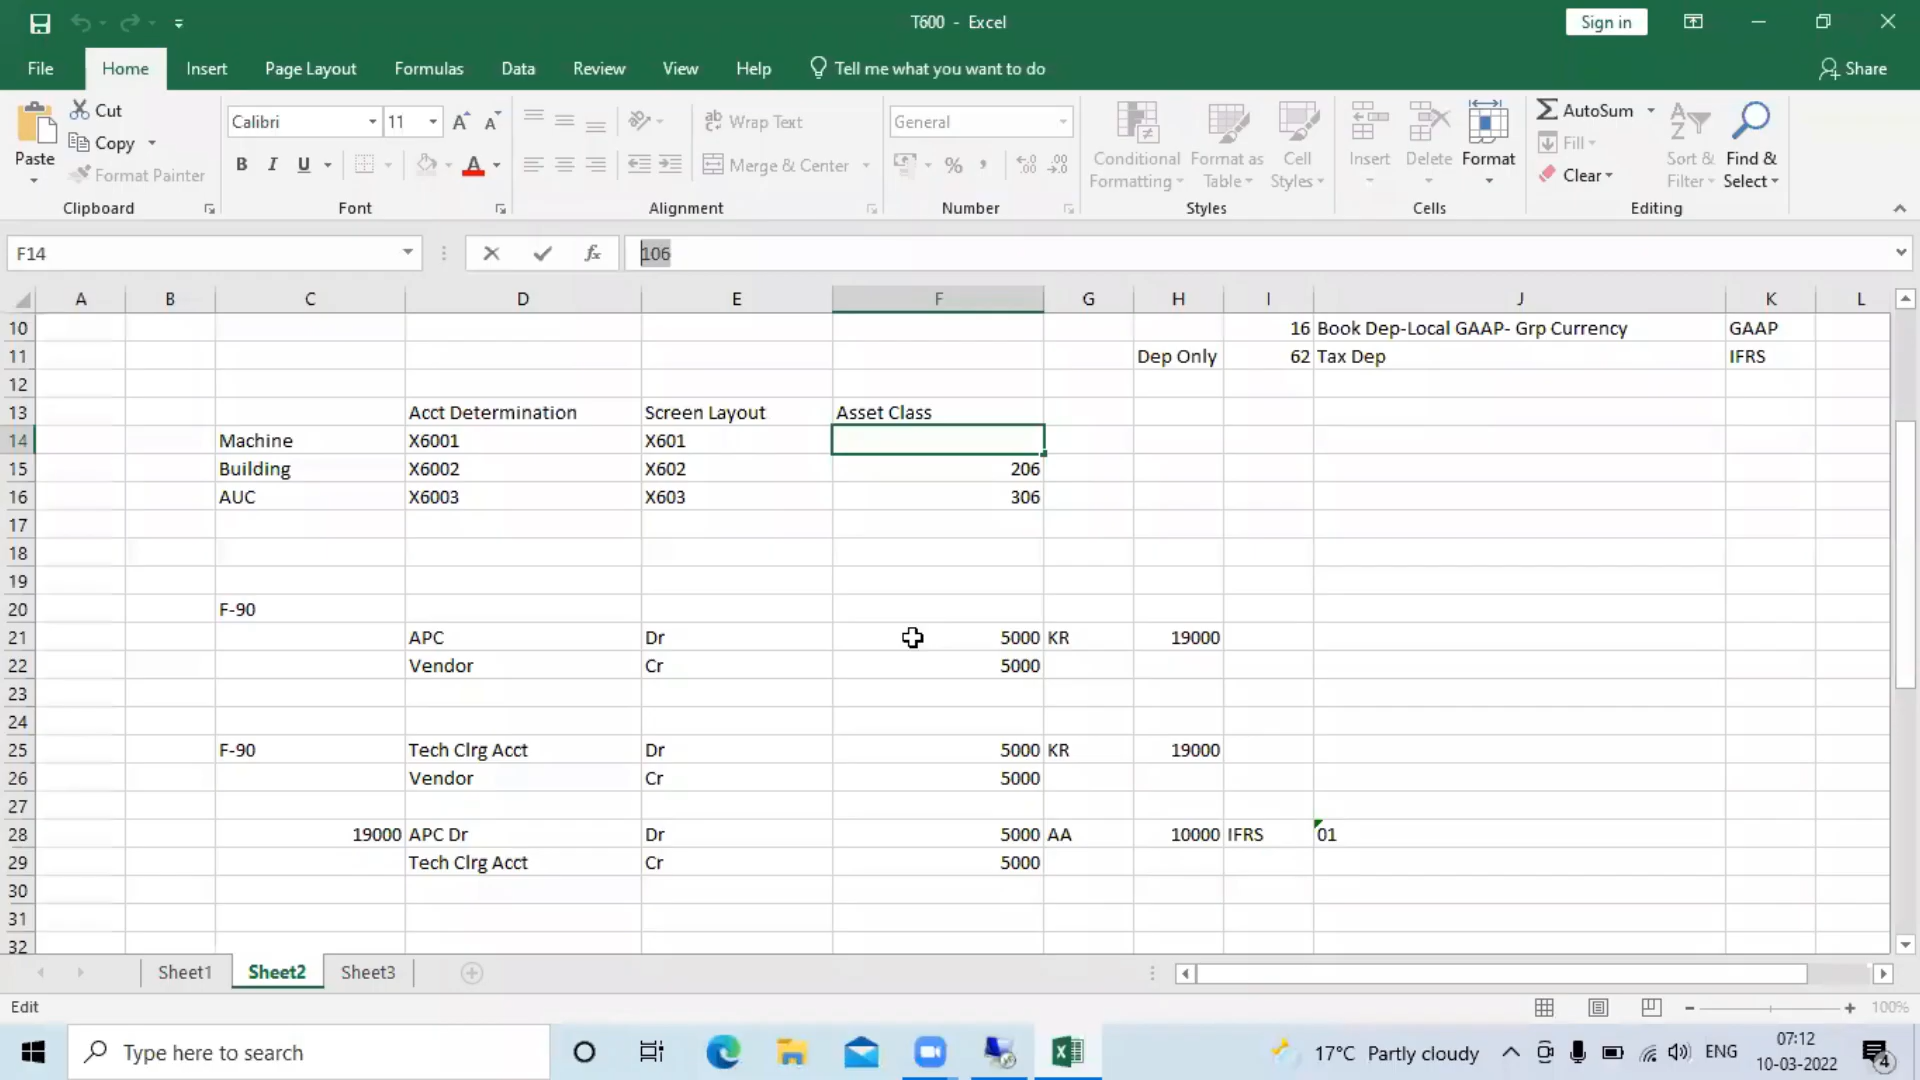 T600 - Excel
Sign in
File Home Insert Page Layout Formulas Data Review View Help Tell me what you want to do Share
Paste
Cut
Copy
Format Painter
Clipboard
Calibri 11
B I U A
Font
Wrap Text
Merge & Center
Alignment
General
%
Number
Conditional Formatting
Format as Table
Cell Styles
Styles
Insert Delete Format
Cells
AutoSum
Fill
Clear
Sort & Filter
Find & Select
Editing
F14 fx 106
A B C D E F G H I J K L
10 16 Book Dep-Local GAAP- Grp Currency GAAP
11 Dep Only 62 Tax Dep IFRS
12
13 Acct Determination Screen Layout Asset Class
14 Machine X6001 X601
15 Building X6002 X602 206
16 AUC X6003 X603 306
17
18
19
20 F-90
21 APC Dr 5000 KR 19000
22 Vendor Cr 5000
23
24
25 F-90 Tech Clrg Acct Dr 5000 KR 19000
26 Vendor Cr 5000
27
28 19000 APC Dr Dr 5000 AA 10000 IFRS 01
29 Tech Clrg Acct Cr 5000
30
31
32
Sheet1 Sheet2 Sheet3
Edit 100%
Type here to search 17°C Partly cloudy ENG 07:12
10-03-2022 4